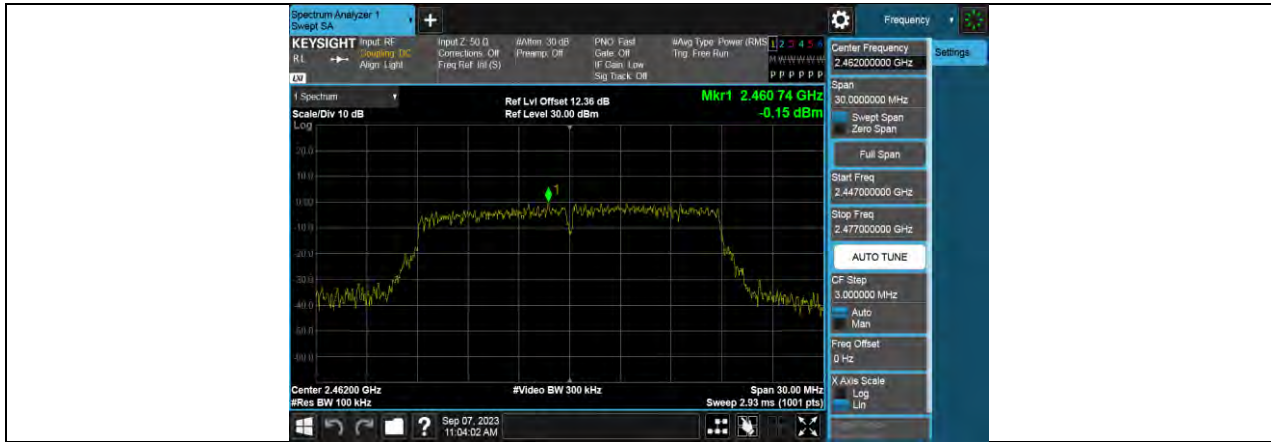 Spectrum Analyzer 1
Swept SA
+
Frequency
KEYSIGHT
Input: RF
Coupling: DC
Align: Light
Input Z: 50 Ω
Corrections: Off
Freq Ref: Int (S)
#Atten: 30 dB
Preamp: Off
PNO: Fast
Gate: Off
IF Gain: Low
Sig Track: Off
#Avg Type: Power (RMS
Trig: Free Run
1 2 3 4 5 6
M W W W W W
P P P P P P
RL
LXI
Settings
Center Frequency
2.462000000 GHz
Span
30.0000000 MHz
Swept Span
Zero Span
Full Span
Start Freq
2.447000000 GHz
Stop Freq
2.477000000 GHz
AUTO TUNE
CF Step
3.000000 MHz
Auto
Man
Freq Offset
0 Hz
X Axis Scale
Log
Lin
1 Spectrum
Scale/Div 10 dB
Ref Lvl Offset 12.36 dB
Ref Level 30.00 dBm
Mkr1 2.460 74 GHz
-0.15 dBm
Log
20.0
10.0
0.00
-10.0
-20.0
-30.0
-40.0
-50.0
-60.0
1
Center 2.46200 GHz
#Res BW 100 kHz
#Video BW 300 kHz
Span 30.00 MHz
Sweep 2.93 ms (1001 pts)
?
Sep 07, 2023
11:04:02 AM